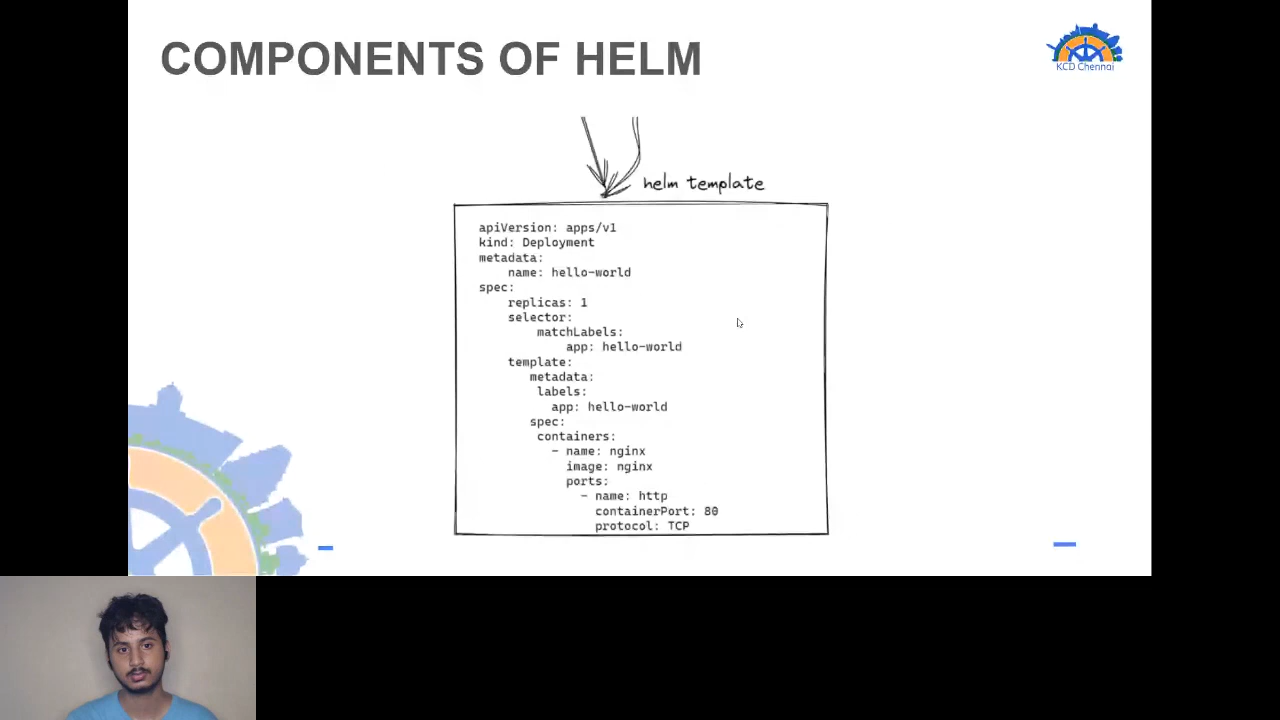 COMPONENTS OF HELM
KCD Chennai
helm template
apiVersion: apps/v1
kind: Deployment
metadata:
    name: hello-world
spec:
    replicas: 1
    selector:
        matchLabels:
            app: hello-world
    template:
       metadata:
        labels:
          app: hello-world
       spec:
        containers:
          - name: nginx
            image: nginx
            ports:
              - name: http
                containerPort: 80
                protocol: TCP